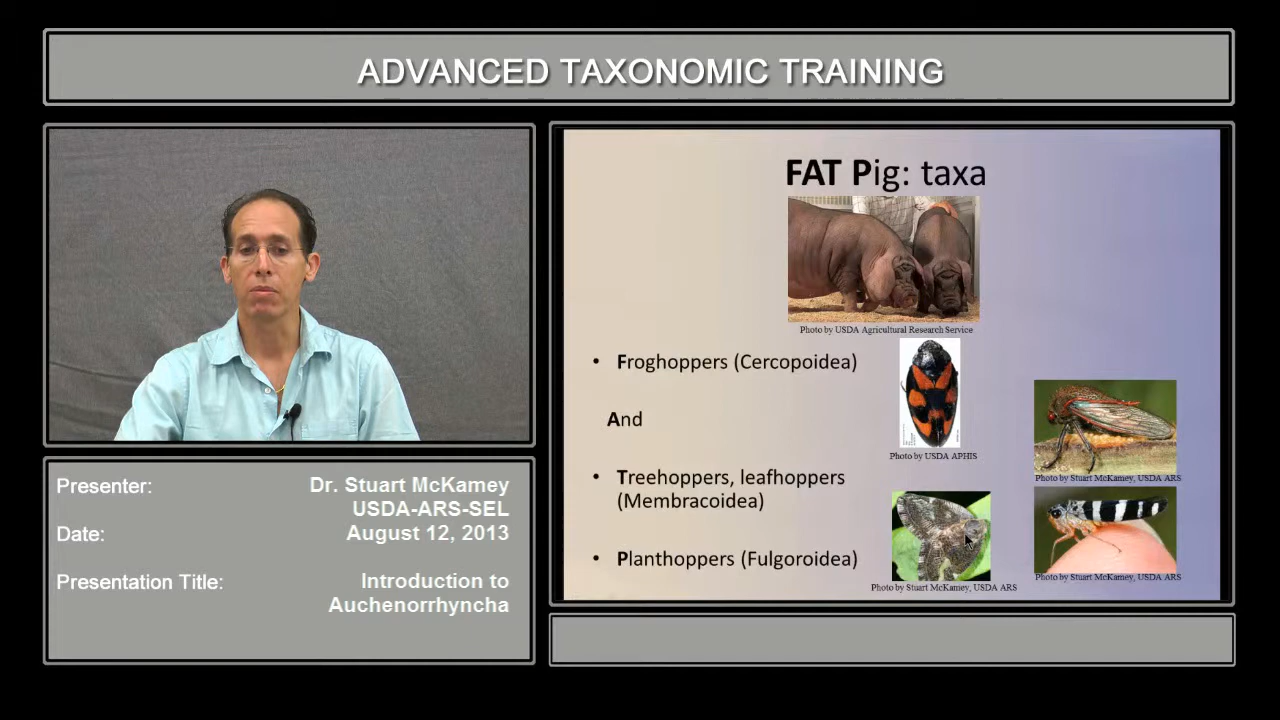 ADVANCED TAXONOMIC TRAINING
Presenter: Dr. Stuart McKamey
USDA-ARS-SEL
Date: August 12, 2013
Presentation Title: Introduction to
Auchenorrhyncha
FAT Pig: taxa
Photo by USDA Agricultural Research Service
• Froghoppers (Cercopoidea)
And
• Treehoppers, leafhoppers
(Membracoidea)
• Planthoppers (Fulgoroidea)
Photo by USDA APHIS
Photo by Stuart McKamey, USDA ARS
Photo by Stuart McKamey, USDA ARS
Photo by Stuart McKamey, USDA ARS